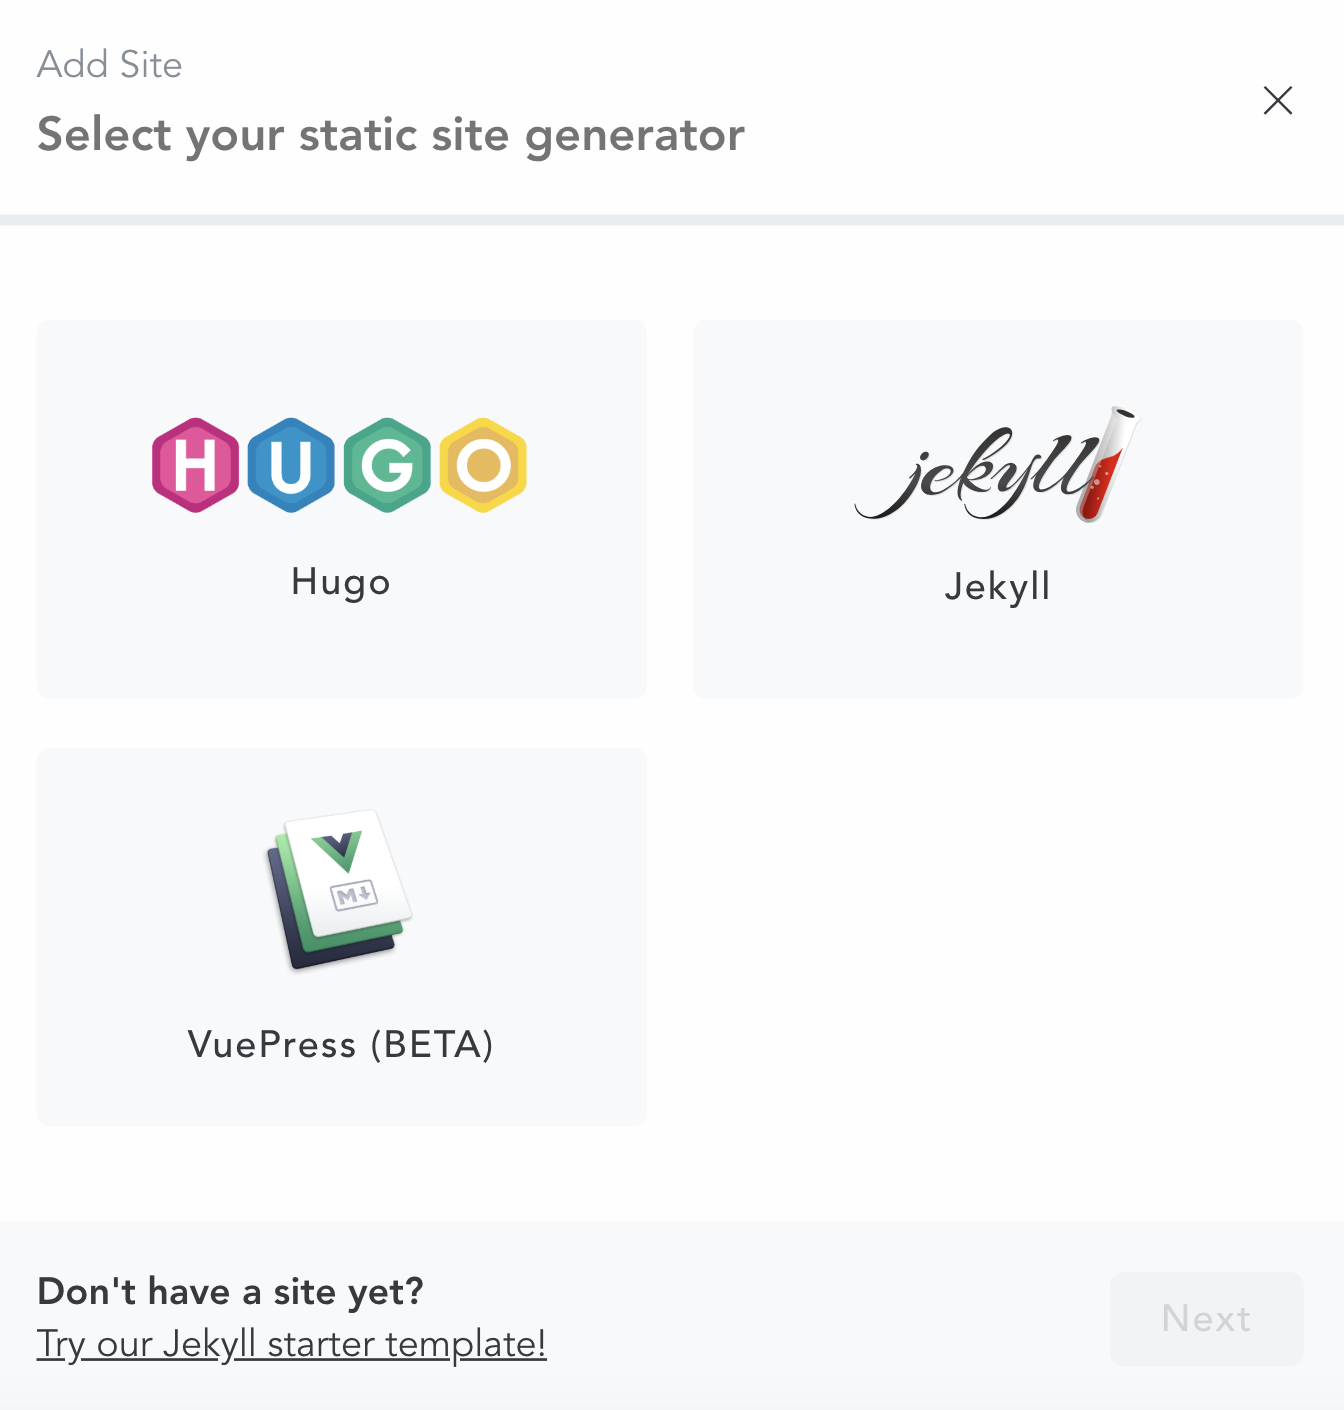 Add Site
Select your static site generator
HUGO
Hugo
jekyll
Jekyll
M
VuePress (BETA)
Don't have a site yet?
Try our Jekyll starter template!
Next